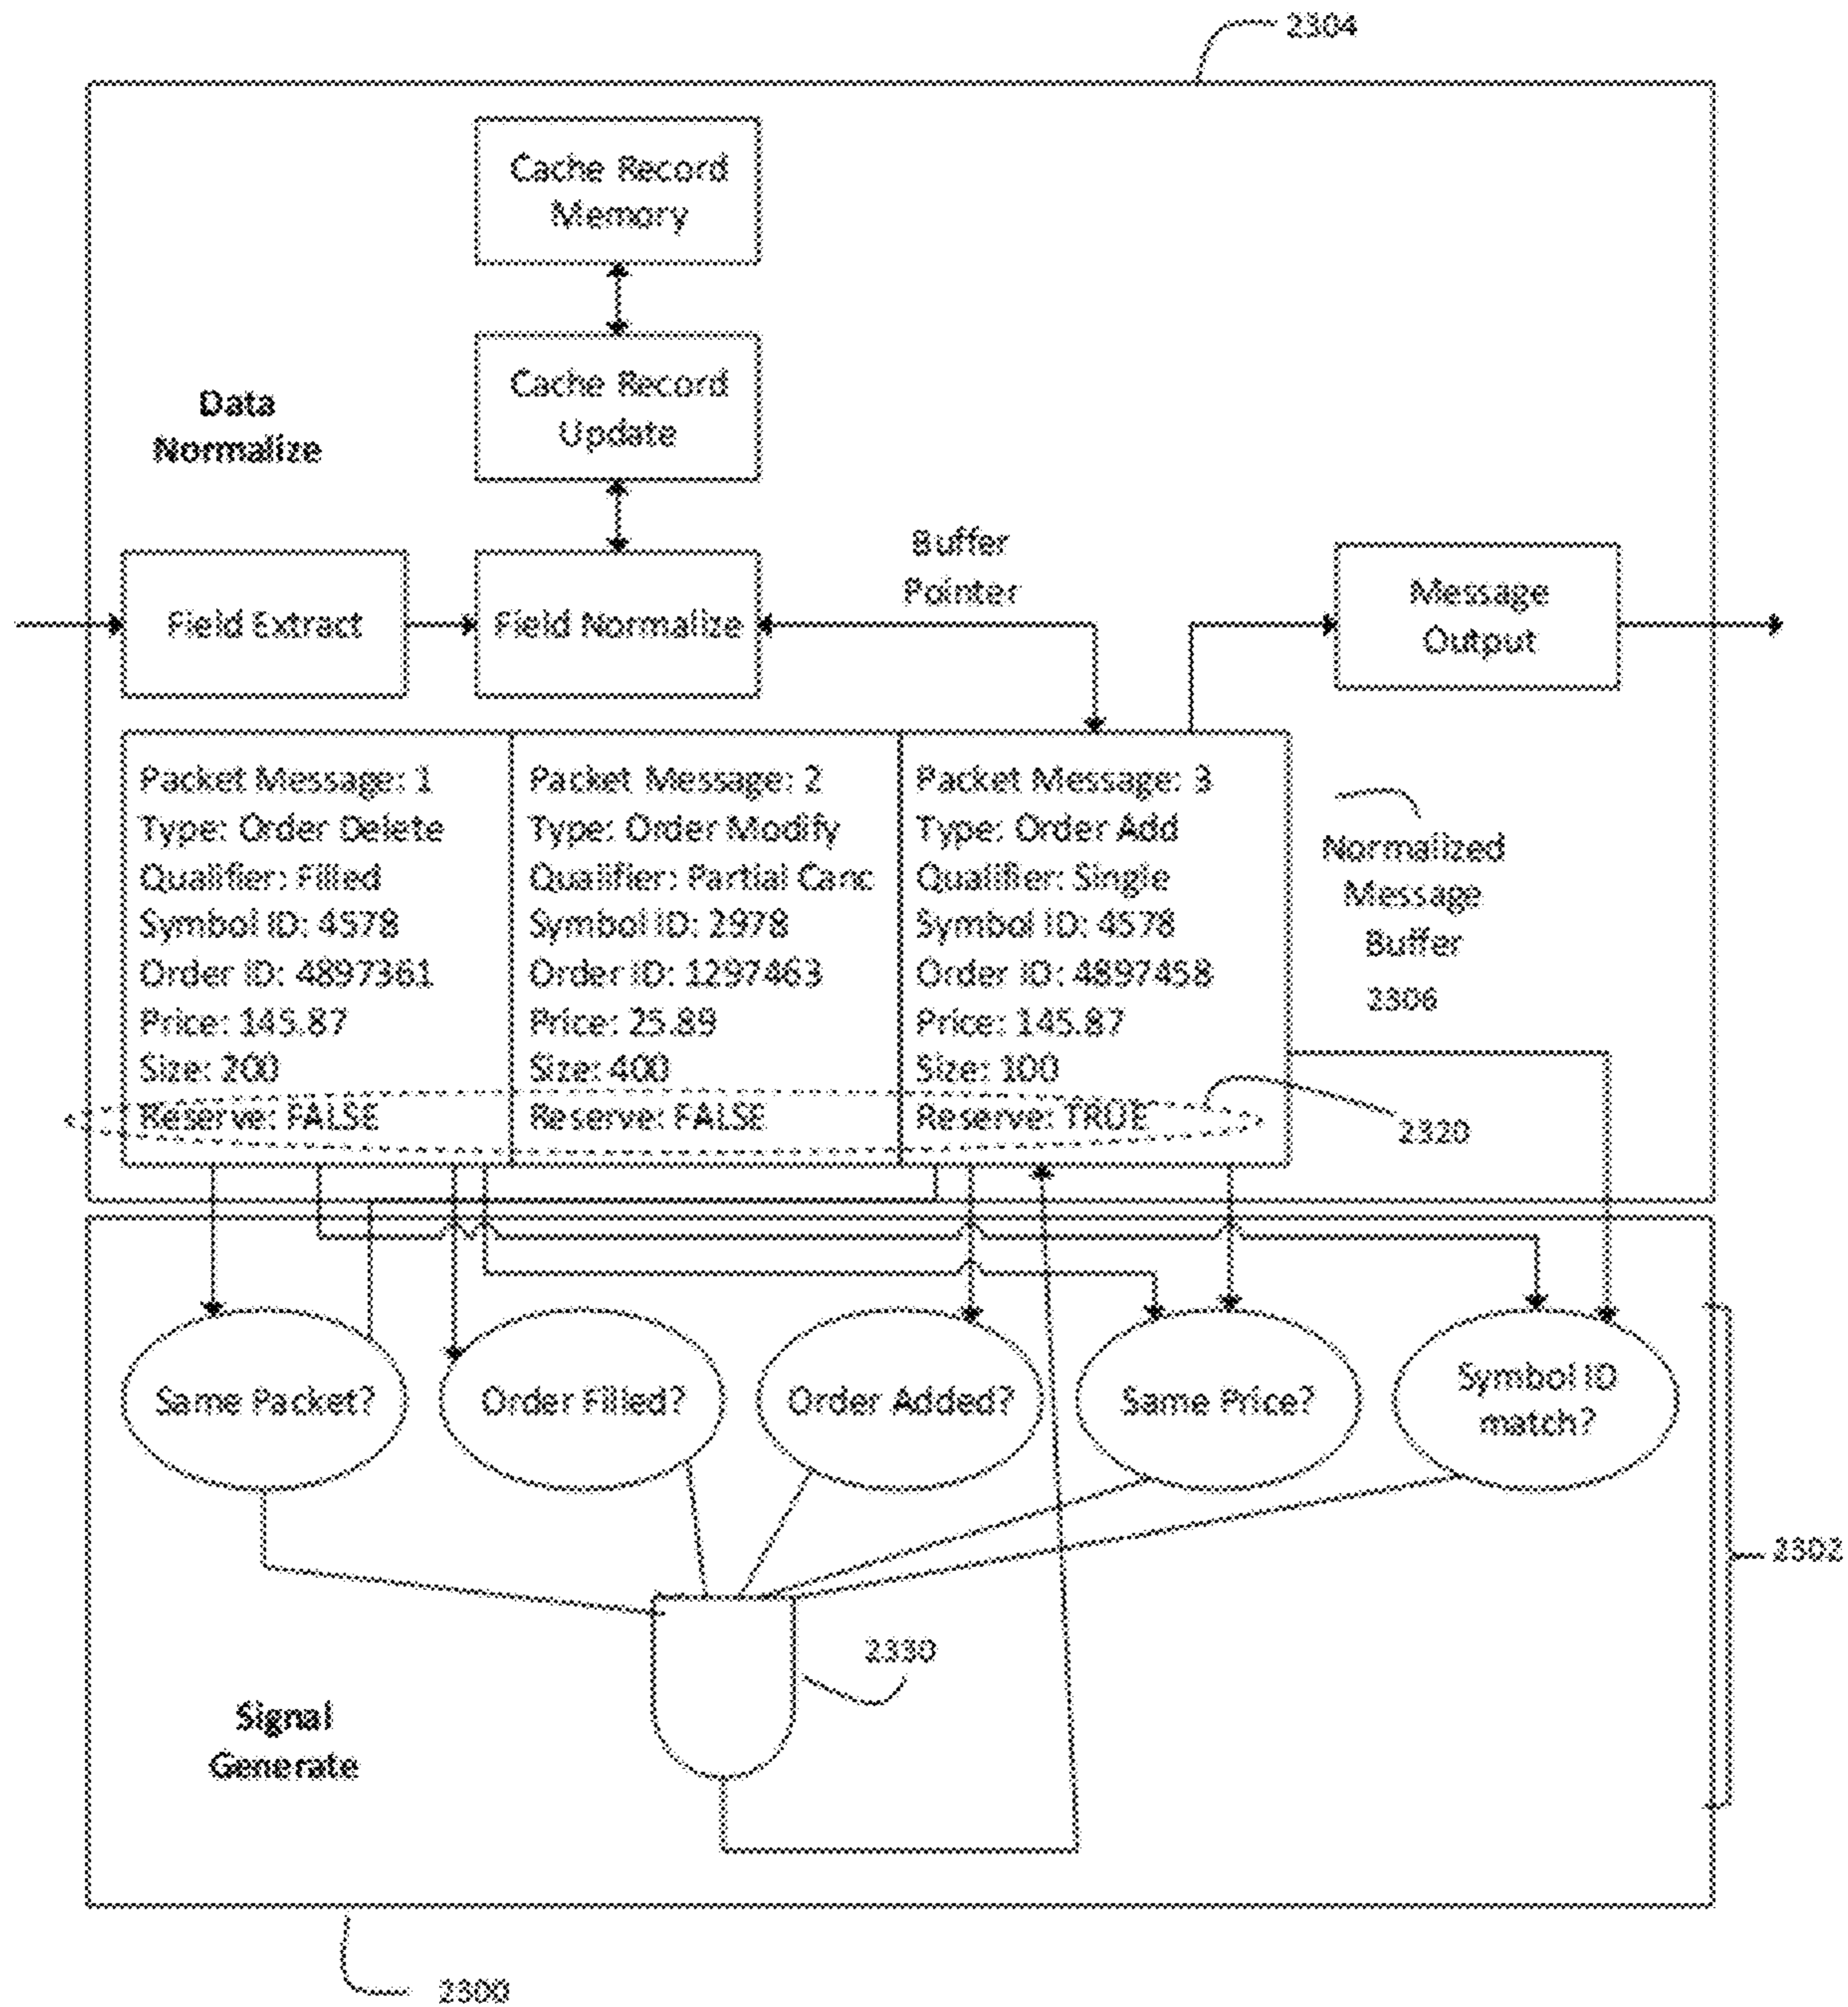 2304
Cache Record
Memory
Cache Record
Update
Data
Normalize
Buffer
Pointer
Field Extract
Field Normalize
Message
Output
Packet Message: 1
Type: Order Delete
Qualifier: Filled
Symbol ID: 4578
Order ID: 4897361
Price: 145.87
Size: 200
Reserve: FALSE
Packet Message: 2
Type: Order Modify
Qualifier: Partial Canc
Symbol ID: 2978
Order ID: 1297463
Price: 25.89
Size: 400
Reserve: FALSE
Packet Message: 3
Type: Order Add
Qualifier: Single
Symbol ID: 4578
Order ID: 4897458
Price: 145.87
Size: 100
Reserve: TRUE
Normalized
Message
Buffer
2306
2320
Same Packet?
Order Filled?
Order Added?
Same Price?
Symbol ID
match?
2302
2330
Signal
Generate
2300